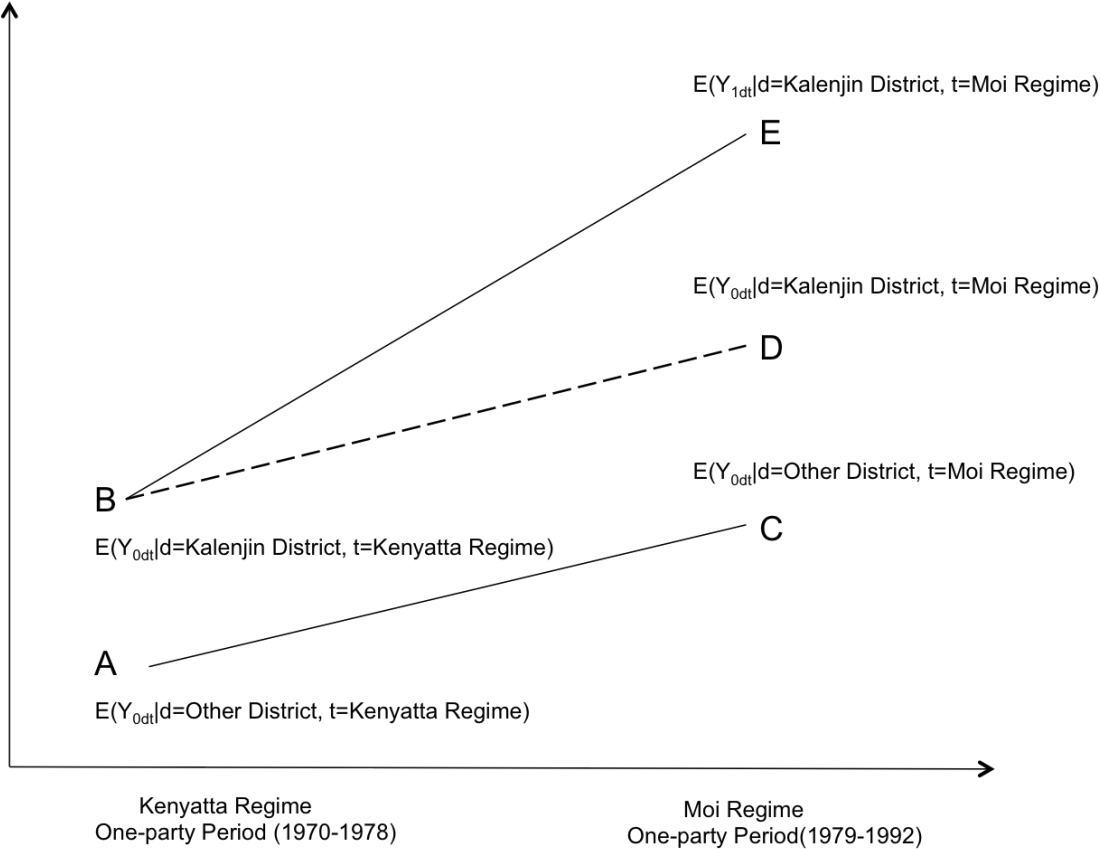 E(Y1dt|d=Kalenjin District, t=Moi Regime)
E
E(Y0dt|d=Kalenjin District, t=Moi Regime)
D
E(Y0dt|d=Other District, t=Moi Regime)
B
C
E(Y0dt|d=Kalenjin District, t=Kenyatta Regime)
A
E(Y0dt|d=Other District, t=Kenyatta Regime)
Kenyatta Regime
One-party Period (1970-1978)
Moi Regime
One-party Period(1979-1992)